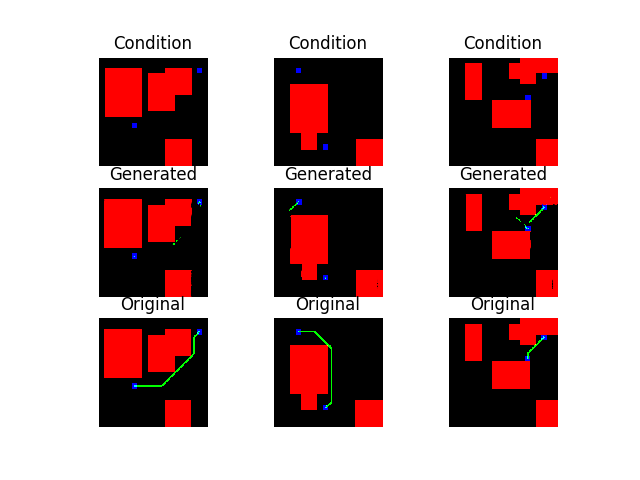 Condition Condition Condition
Generated Generated Generated
Original Original Original